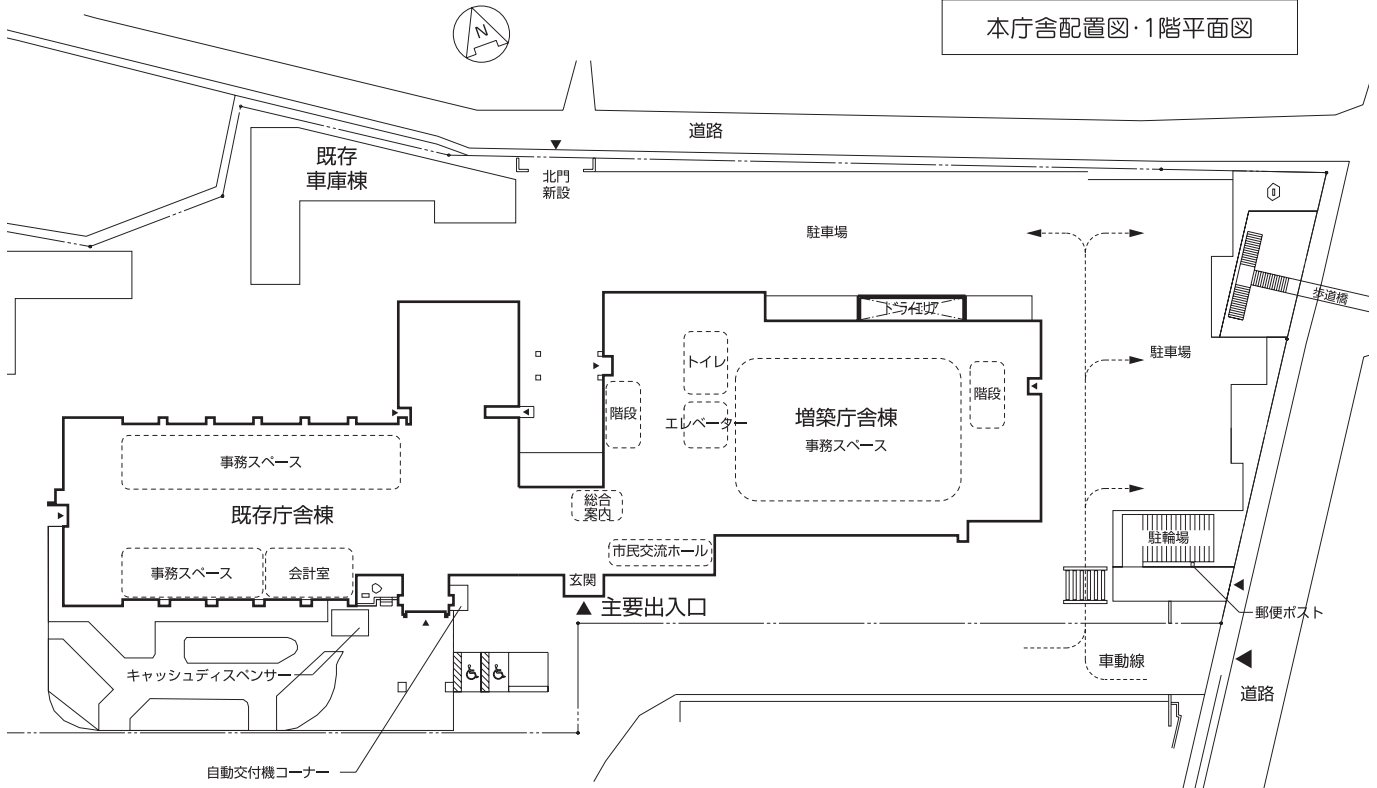 本庁舎配置図・1階平面図
N
道路
既存
車庫棟
北門
新設
駐車場
歩道橋
ドライエリア
駐車場
トイレ
階段
階段
エレベーター
増築庁舎棟
事務スペース
事務スペース
総合
案内
既存庁舎棟
駐輪場
市民交流ホール
事務スペース
会計室
玄関
主要出入口
郵便ポスト
車動線
キャッシュディスペンサー
道路
自動交付機コーナー